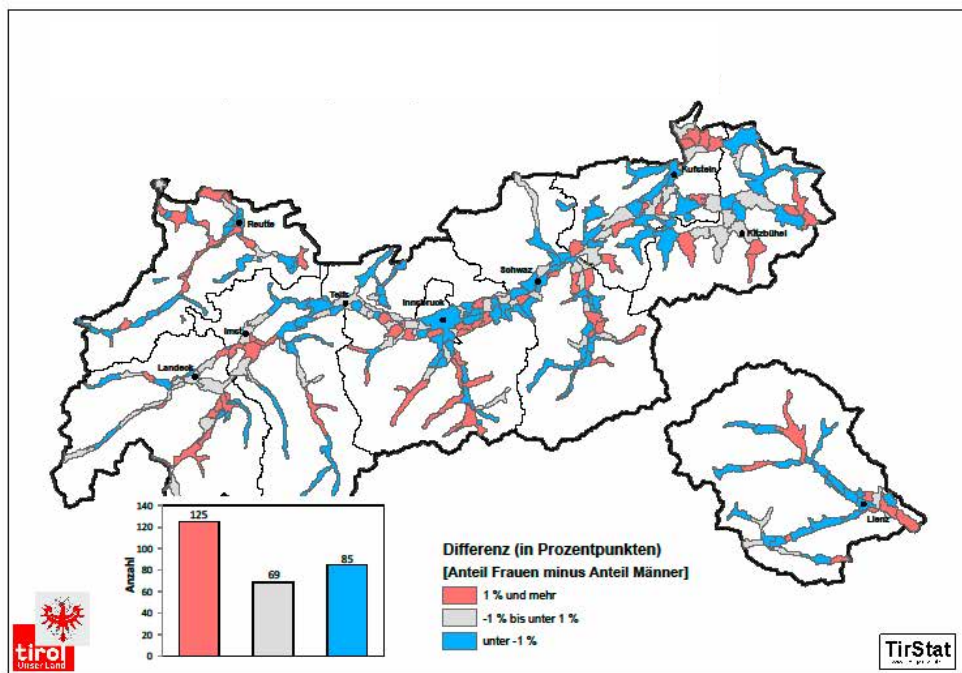 Kufstein
Reutte
Kitzbühel
Schwaz
Telfs
Innsbruck
Imst
Landeck
Lienz
140
120
100
80
60
40
20
0
Anzahl
125
69
85
Differenz (in Prozentpunkten)
[Anteil Frauen minus Anteil Männer]
1 % und mehr
-1 % bis unter 1 %
unter -1 %
tirol
Unser Land
TirStat